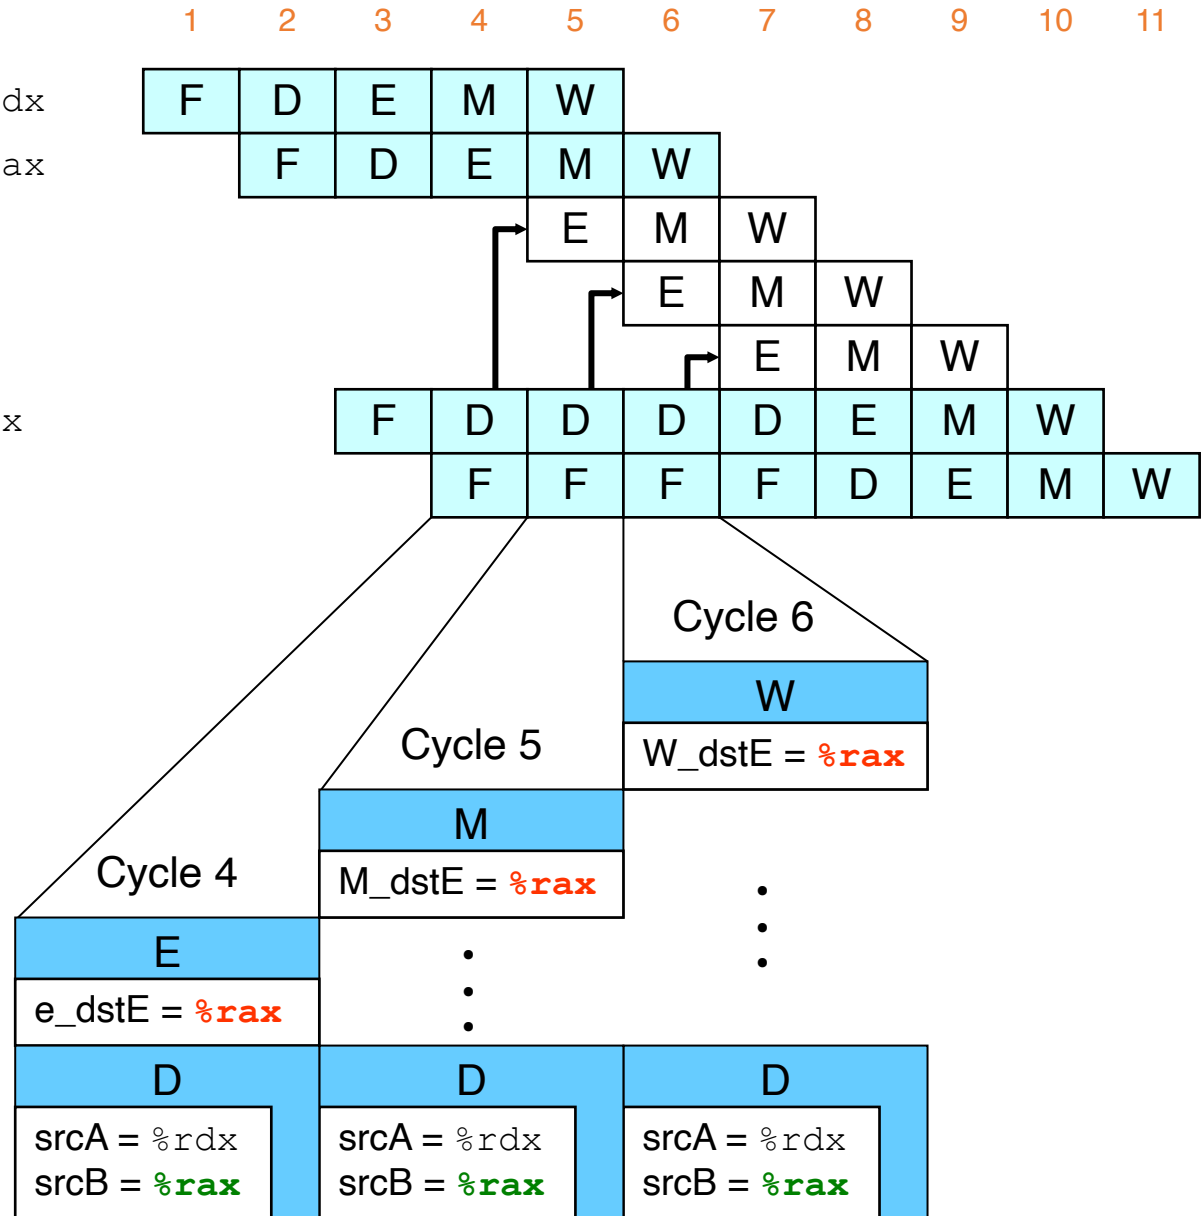 1 2 3 4 5 6 7 8 9 10 11
dx F D E M W
ax F D E M W
E M W
E M W
E M W
x F D D D D E M W
F F F F D E M W
Cycle 6
W
W_dstE = %rax
Cycle 5
M
M_dstE = %rax
Cycle 4
E
e_dstE = %rax
D D D
srcA = %rdx srcA = %rdx srcA = %rdx
srcB = %rax srcB = %rax srcB = %rax